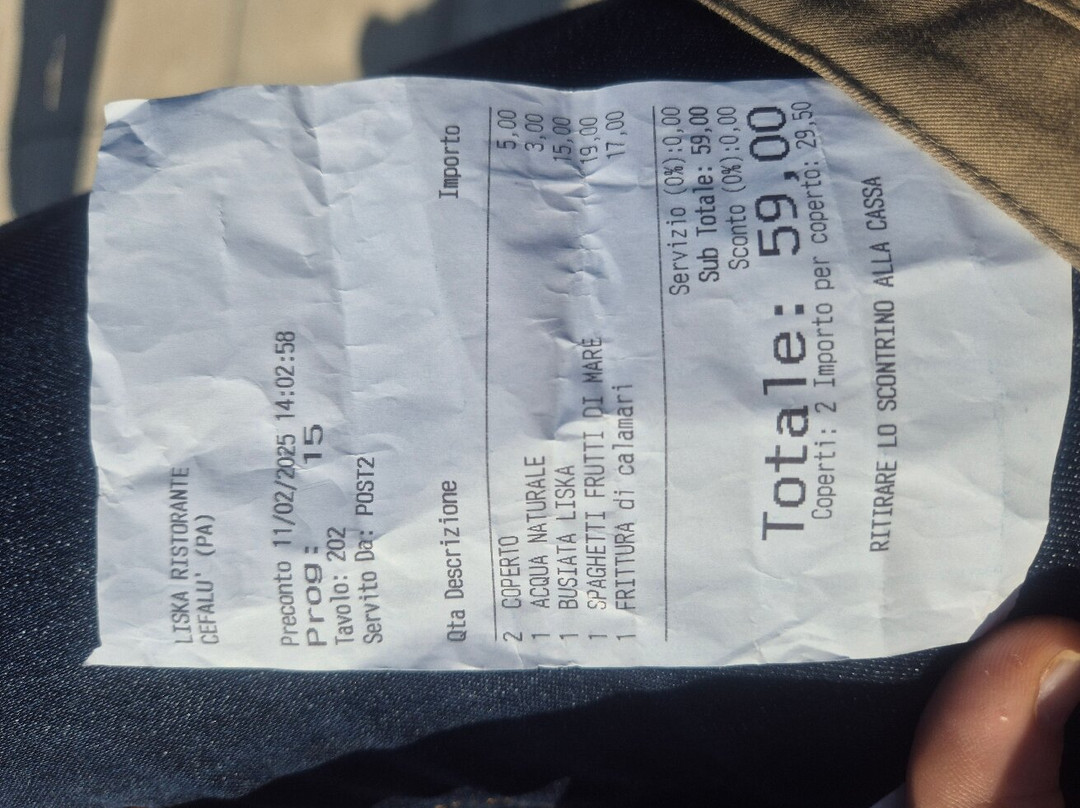 LISKA RISTORANTE
CEFALU' (PA)
Preconto 11/02/2025 14:02:58
Prog: 15
Tavolo: 202
Servito Da: POST2
Qta Descrizione Importo
2 COPERTO 5,00
1 ACQUA NATURALE 3,00
1 BUSIATA LISKA 15,00
1 SPAGHETTI FRUTTI DI MARE 19,00
1 FRITTURA di calamari 17,00
Servizio (0%):0,00
Sub Totale: 59,00
Sconto (0%):0,00
Totale: 59,00
Coperti: 2 Importo per coperto: 29,50
RITIRARE LO SCONTRINO ALLA CASSA